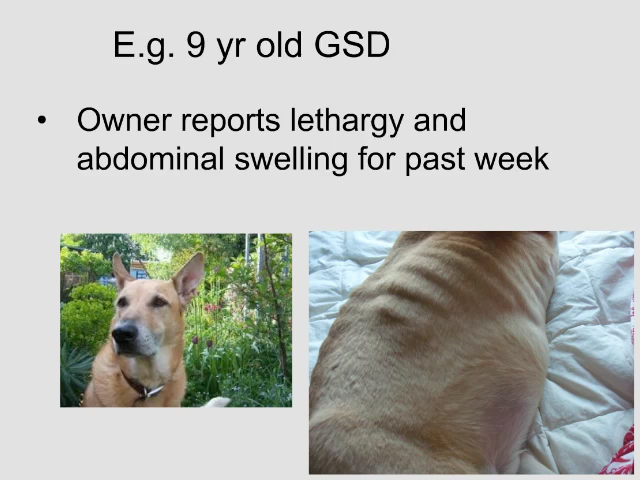 E.g. 9 yr old GSD
• Owner reports lethargy and
abdominal swelling for past week